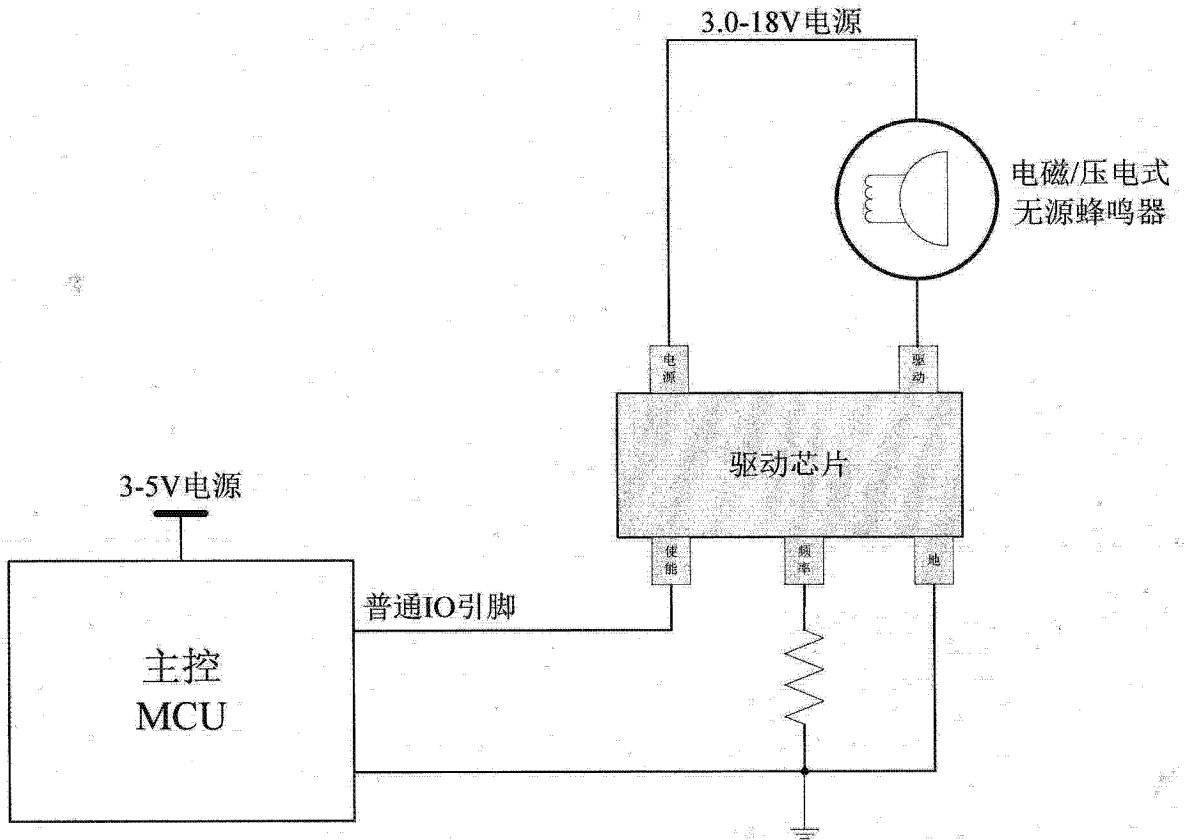 3.0-18V电源
电磁/压电式
无源蜂鸣器
电源
驱动
驱动芯片
3-5V电源
使能
频率
地
普通IO引脚
主控
MCU